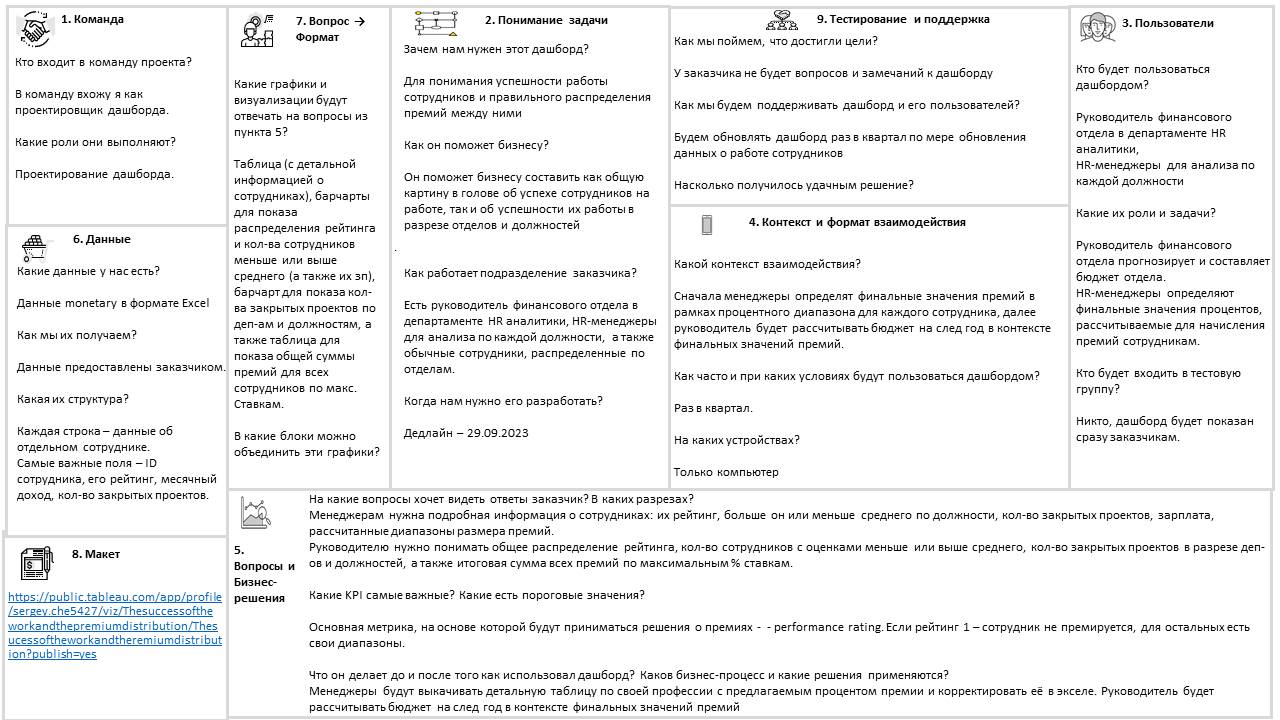 1. Команда
Кто входит в команду проекта?
В команду вхожу я как
проектировщик дашборда.
Какие роли они выполняют?
Проектирование дашборда.
7. Вопрос →
Формат
Какие графики и
визуализации будут
отвечать на вопросы из
пункта 5?
Таблица (с детальной
информацией о
сотрудниках), барчарты
для показа
распределения рейтинга
и кол-ва сотрудников
меньше или выше
среднего (а также их зп),
барчарт для показа кол-
ва закрытых проектов по
деп-ам и должностям, а
также таблица для
показа общей суммы
премий для всех
сотрудников по макс.
Ставкам.
В какие блоки можно
объединить эти графики?
2. Понимание задачи
Зачем нам нужен этот дашборд?
Для понимания успешности работы
сотрудников и правильного распределения
премий между ними
Как он поможет бизнесу?
Он поможет бизнесу составить как общую
картину в голове об успехе сотрудников на
работе, так и об успешности их работы в
разрезе отделов и должностей
.
Как работает подразделение заказчика?
Есть руководитель финансового отдела в
департаменте HR аналитики, HR-менеджеры
для анализа по каждой должности, а также
обычные сотрудники, распределенные по
отделам.
Когда нам нужно его разработать?
Дедлайн – 29.09.2023
9. Тестирование и поддержка
Как мы поймем, что достигли цели?
У заказчика не будет вопросов и замечаний к дашборду
Как мы будем поддерживать дашборд и его пользователей?
Будем обновлять дашборд раз в квартал по мере обновления
данных о работе сотрудников
Насколько получилось удачным решение?
4. Контекст и формат взаимодействия
Какой контекст взаимодействия?
Сначала менеджеры определят финальные значения премий в
рамках процентного диапазона для каждого сотрудника, далее
руководитель будет рассчитывать бюджет на след год в контексте
финальных значений премий.
Как часто и при каких условиях будут пользоваться дашбордом?
Раз в квартал.
На каких устройствах?
Только компьютер
3. Пользователи
Кто будет пользоваться
дашбордом?
Руководитель финансового
отдела в департаменте HR
аналитики,
HR-менеджеры для анализа по
каждой должности
Какие их роли и задачи?
Руководитель финансового
отдела прогнозирует и составляет
бюджет отдела.
HR-менеджеры определяют
финальные значения процентов,
рассчитываемые для начисления
премий сотрудникам.
Кто будет входить в тестовую
группу?
Никто, дашборд будет показан
сразу заказчикам.
6. Данные
Какие данные у нас есть?
Данные monetary в формате Excel
Как мы их получаем?
Данные предоставлены заказчиком.
Какая их структура?
Каждая строка – данные об
отдельном сотруднике.
Самые важные поля – ID
сотрудника, его рейтинг, месячный
доход, кол-во закрытых проектов.
8. Макет
https://public.tableau.com/app/profile
/sergey.che5427/viz/Thesuccessofthe
workandthepremiumdistribution/Thes
ucessoftheworkandtheremiumdistribut
ion?publish=yes
5.
Вопросы и
Бизнес-
решения
На какие вопросы хочет видеть ответы заказчик? В каких разрезах?
Менеджерам нужна подробная информация о сотрудниках: их рейтинг, больше он или меньше среднего по должности, кол-во закрытых проектов, зарплата,
рассчитанные диапазоны размера премий.
Руководителю нужно понимать общее распределение рейтинга, кол-во сотрудников с оценками меньше или выше среднего, кол-во закрытых проектов в разрезе деп-
ов и должностей, а также итоговая сумма всех премий по максимальным % ставкам.
Какие KPI самые важные? Какие есть пороговые значения?
Основная метрика, на основе которой будут приниматься решения о премиях - - performance rating. Если рейтинг 1 – сотрудник не премируется, для остальных есть
свои диапазоны.
Что он делает до и после того как использовал дашборд? Каков бизнес-процесс и какие решения применяются?
Менеджеры будут выкачивать детальную таблицу по своей профессии с предлагаемым процентом премии и корректировать её в экселе. Руководитель будет
рассчитывать бюджет на след год в контексте финальных значений премий